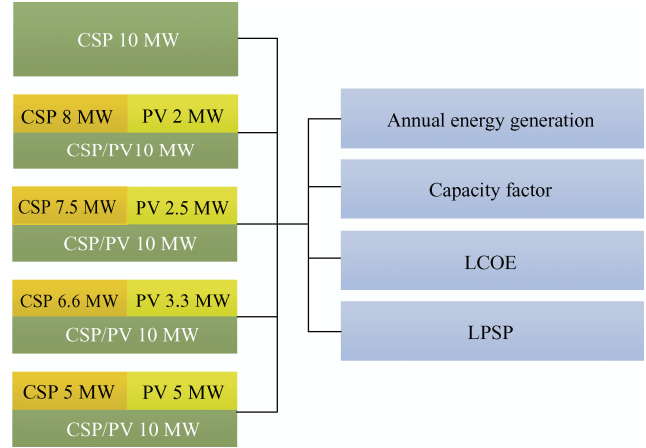 CSP 10 MW
CSP 8 MW PV 2 MW
CSP/PV10 MW
CSP 7.5 MW PV 2.5 MW
CSP/PV 10 MW
CSP 6.6 MW PV 3.3 MW
CSP/PV 10 MW
CSP 5 MW PV 5 MW
CSP/PV 10 MW
Annual energy generation
Capacity factor
LCOE
LPSP